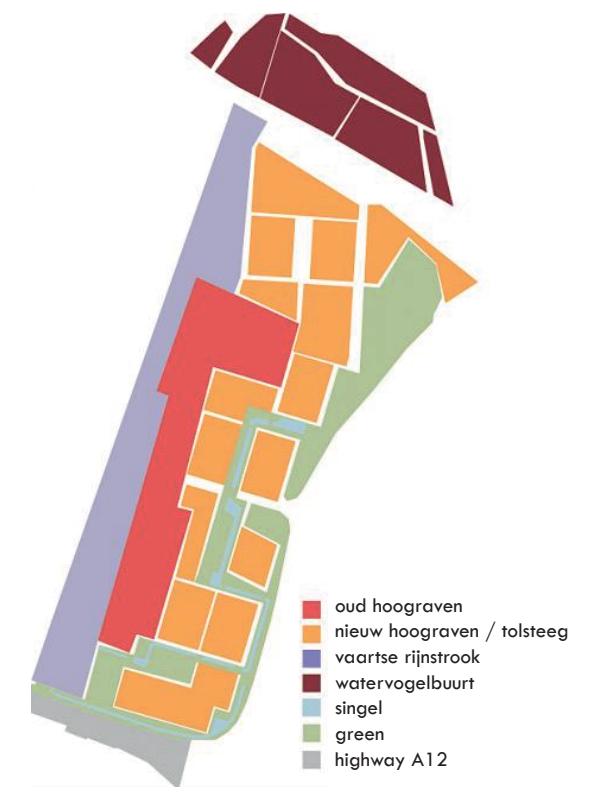 oud hoograven
nieuw hoograven / tolsteeg
vaartse rijnstrook
watervogelbuurt
singel
green
highway A12